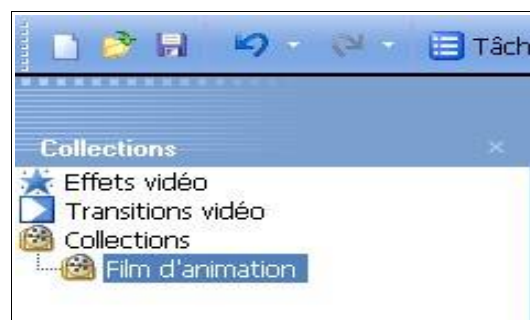 Tâch
Collections
Effets vidéo
Transitions vidéo
Collections
Film d'animation